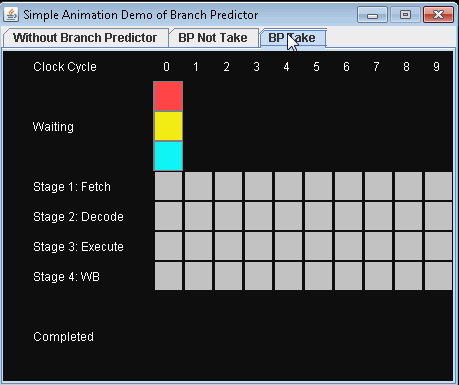 Simple Animation Demo of Branch Predictor
Without Branch Predictor BP Not Take BP Take
Clock Cycle 0 1 2 3 4 5 6 7 8 9
Waiting
Stage 1: Fetch
Stage 2: Decode
Stage 3: Execute
Stage 4: WB
Completed